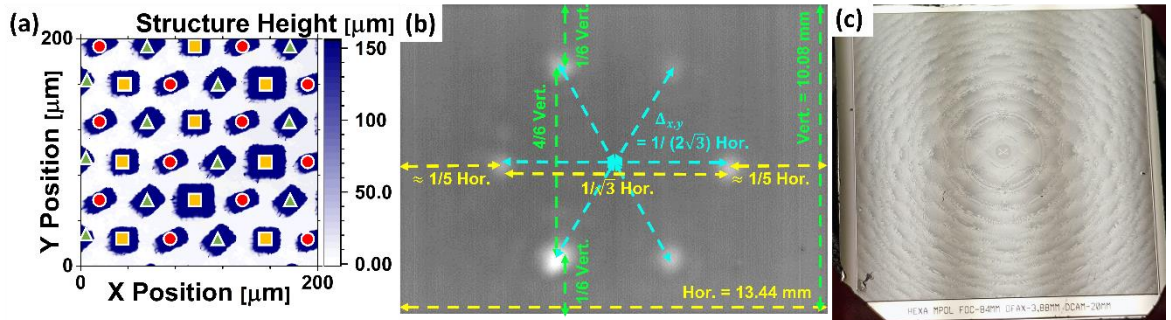 (a)
Structure Height [μm]
200
150
100
50.0
0.00
Y Position [μm]
0
0
100
200
X Position [μm]
(b)
1/6 Vert.
4/6 Vert.
1/6 Vert.
Vert. = 10.08 mm
Δx,y
= 1/ (2√3) Hor.
≈ 1/5 Hor.
1/√3 Hor.
≈ 1/5 Hor.
Hor. = 13.44 mm
(c)
HEXA MPOL FOC-84MM OFAX-3.88MM DCAM-20MM